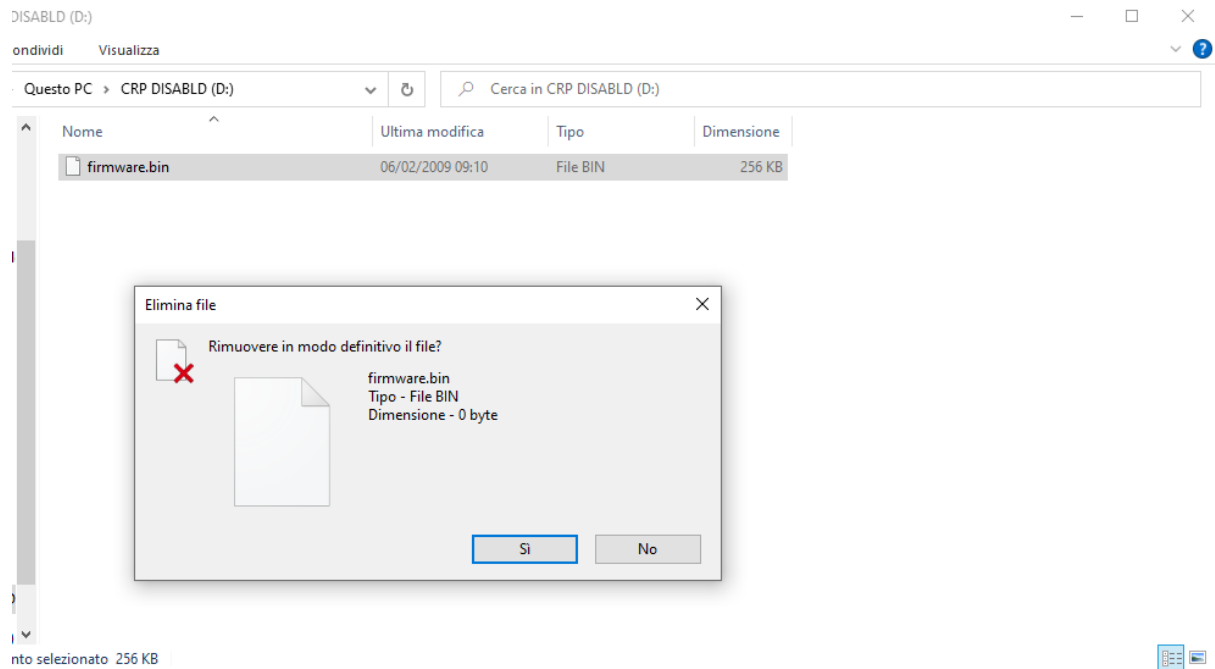 DISABLD (D:)
ondividi Visualizza
Questo PC › CRP DISABLD (D:) Cerca in CRP DISABLD (D:)
Nome Ultima modifica Tipo Dimensione
firmware.bin 06/02/2009 09:10 File BIN 256 KB
Elimina file
Rimuovere in modo definitivo il file?
firmware.bin
Tipo - File BIN
Dimensione - 0 byte
Sì No
nto selezionato 256 KB